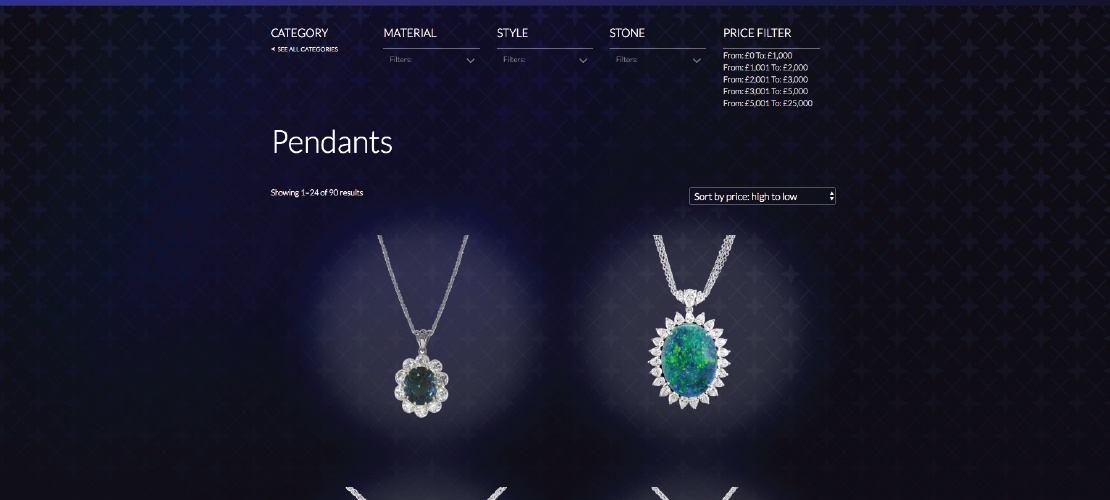 CATEGORY
◄ SEE ALL CATEGORIES
MATERIAL
Filters:
STYLE
Filters:
STONE
Filters:
PRICE FILTER
From: £0 To: £1,000
From: £1,001 To: £2,000
From: £2,001 To: £3,000
From: £3,001 To: £5,000
From: £5,001 To: £25,000
Pendants
Showing 1–24 of 90 results
Sort by price: high to low